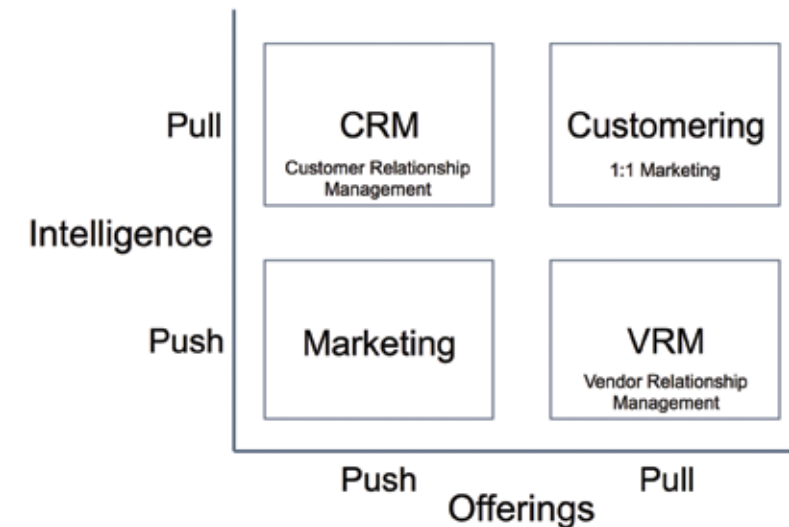 Pull
CRM
Customer Relationship
Management
Customering
1:1 Marketing
Intelligence
Push
Marketing
VRM
Vendor Relationship
Management
Push
Pull
Offerings